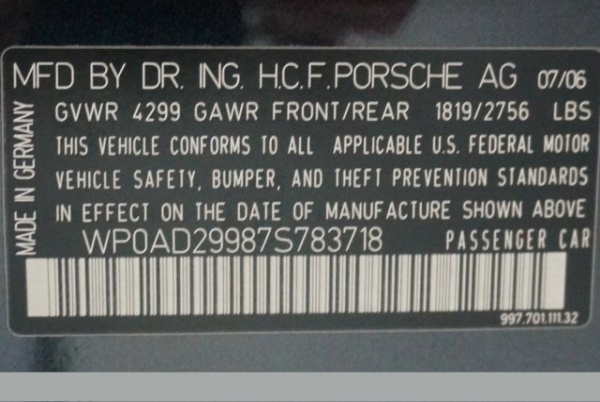 MFD BY DR. ING. H.C.F. PORSCHE AG 07/06
GVWR 4299 GAWR FRONT/REAR 1819/2756 LBS
THIS VEHICLE CONFORMS TO ALL APPLICABLE U.S. FEDERAL MOTOR
VEHICLE SAFETY, BUMPER, AND THEFT PREVENTION STANDARDS
IN EFFECT ON THE DATE OF MANUFACTURE SHOWN ABOVE
WP0AD29987S783718 PASSENGER CAR
997.701.111.32
MADE IN GERMANY